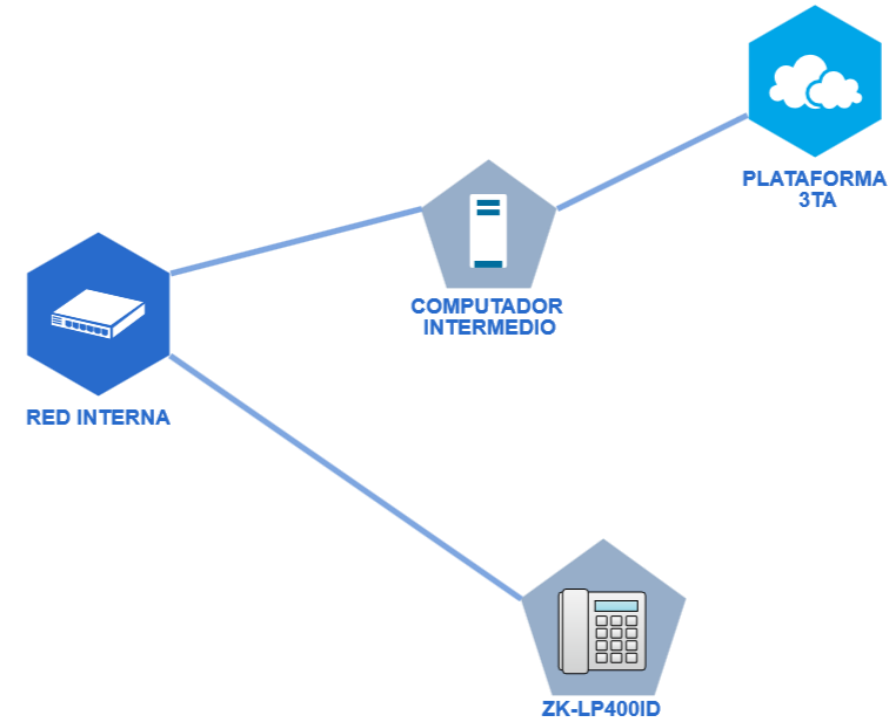 PLATAFORMA
3TA
COMPUTADOR
INTERMEDIO
RED INTERNA
ZK-LP400ID